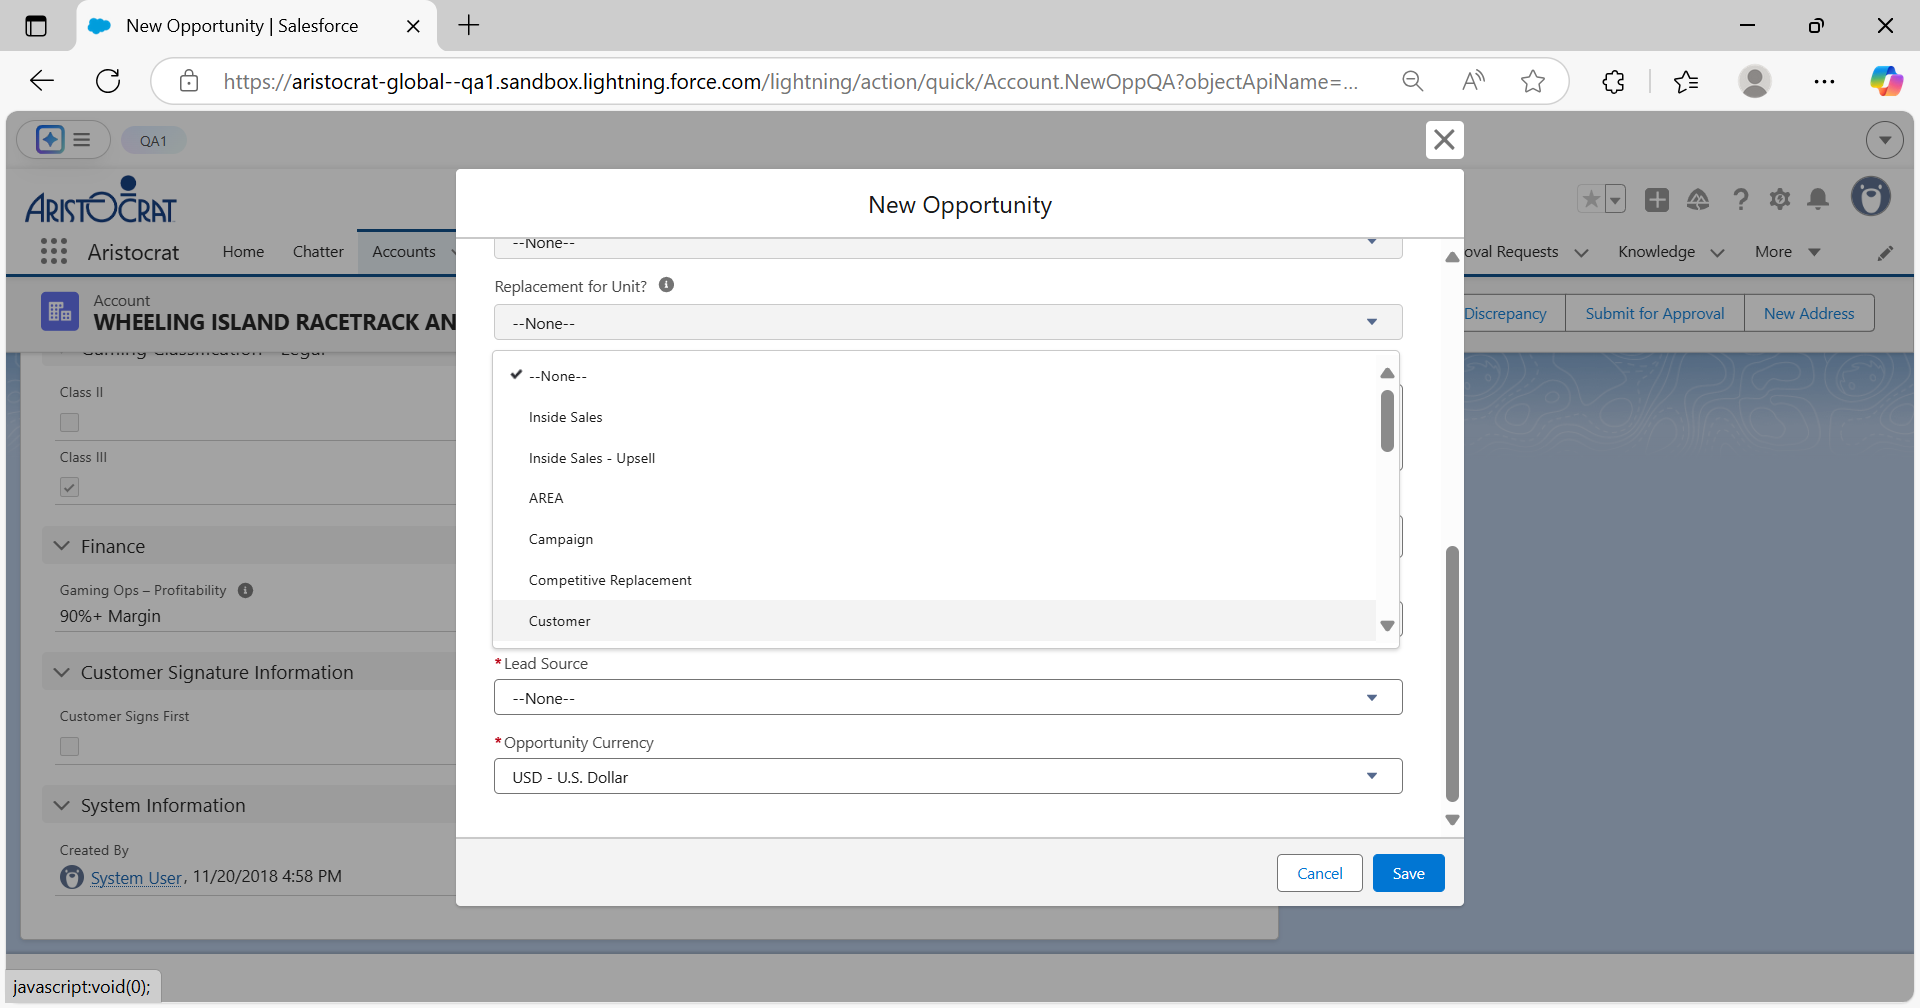 New Opportunity | Salesforce
https://aristocrat-global--qa1.sandbox.lightning.force.com/lightning/action/quick/Account.NewOppQA?objectApiName=...
QA1
ARISTOCRAT
Aristocrat
Home
Chatter
Accounts
oval Requests
Knowledge
More
Account
WHEELING ISLAND RACETRACK AN
Discrepancy
Submit for Approval
New Address
Gaming Classification - Legal
Class II
Class III
Finance
Gaming Ops – Profitability
90%+ Margin
Customer Signature Information
Customer Signs First
System Information
Created By
System User, 11/20/2018 4:58 PM
New Opportunity
--None--
Replacement for Unit?
--None--
--None--
Inside Sales
Inside Sales - Upsell
AREA
Campaign
Competitive Replacement
Customer
*Lead Source
--None--
*Opportunity Currency
USD - U.S. Dollar
Cancel
Save
javascript:void(0);